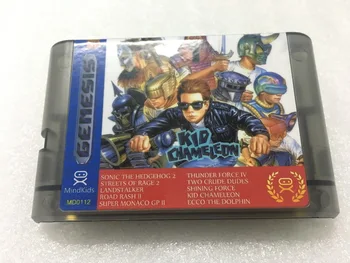 GENESIS
KID
CHAMELEON
MindKids
MD0112
SONIC THE HEDGEHOG 2
STREETS OF RAGE 2
LANDSTALKER
ROAD RASH II
SUPER MONACO GP II
THUNDER FORCE IV
TWO CRUDE DUDES
SHINING FORCE
KID CHAMELEON
ECCO THE DOLPHIN